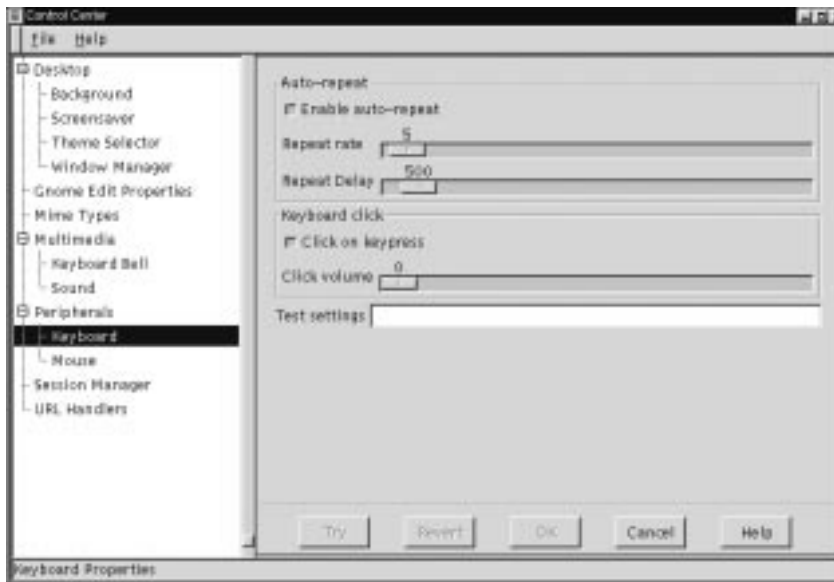 Control Center
File Help
Desktop
Background
Screensaver
Theme Selector
Window Manager
Gnome Edit Properties
Mime Types
Multimedia
Keyboard Bell
Sound
Peripherals
Keyboard
Mouse
Session Manager
URL Handlers
Auto-repeat
Enable auto-repeat
Repeat rate 5
Repeat Delay 500
Keyboard click
Click on keypress
Click volume 0
Test settings
Try Revert OK Cancel Help
Keyboard Properties